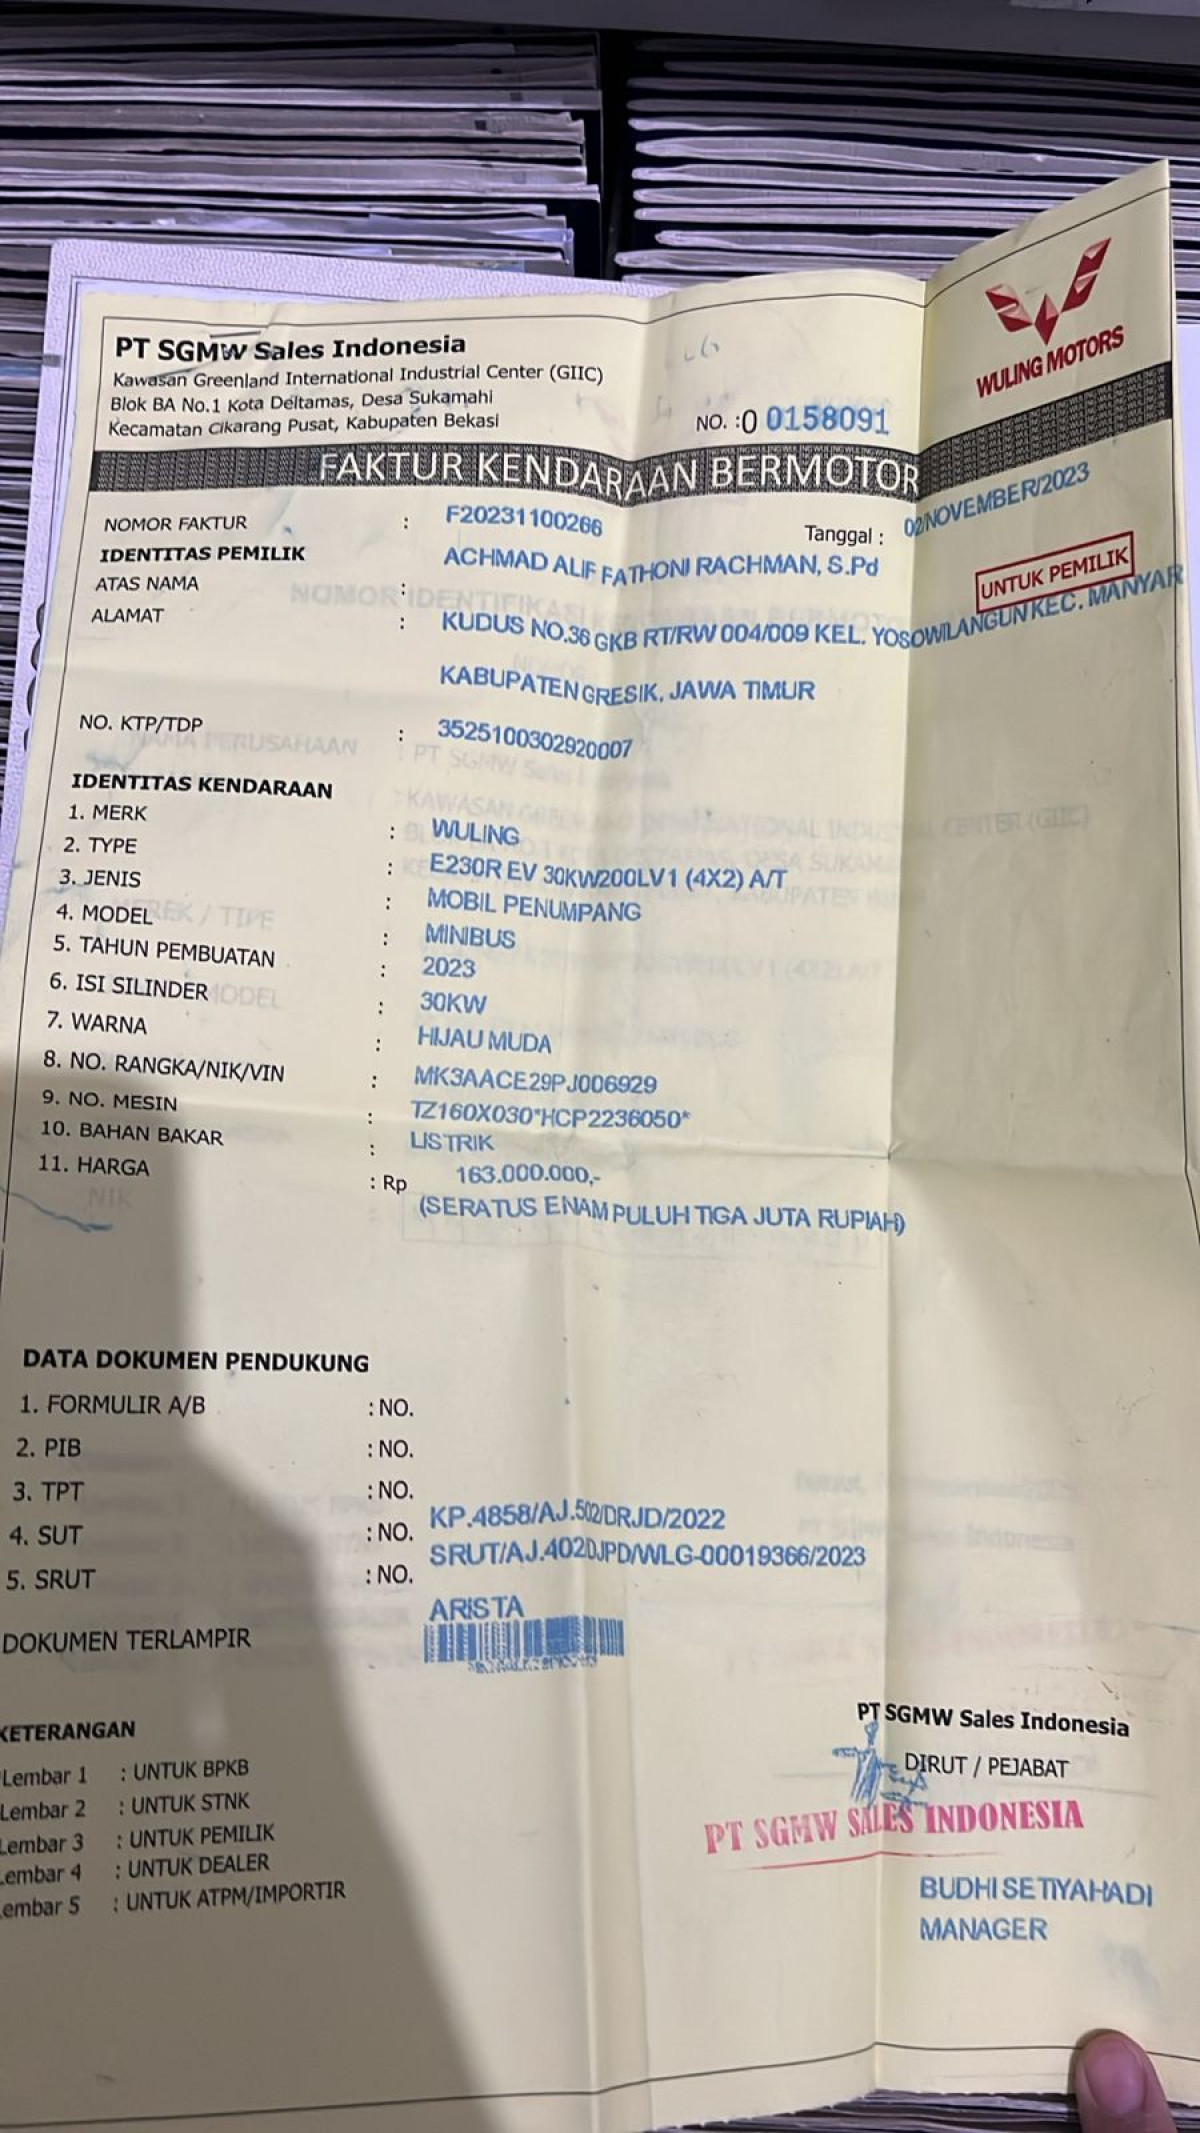 PT SGMW Sales Indonesia
Kawasan Greenland International Industrial Center (GIIC)
Blok BA No.1 Kota Deltamas, Desa Sukamahi
Kecamatan Cikarang Pusat, Kabupaten Bekasi
NO. :0 0158091
WULING MOTORS
FAKTUR KENDARAAN BERMOTOR
NOMOR FAKTUR : F20231100266
Tanggal : 02/NOVEMBER/2023
IDENTITAS PEMILIK
UNTUK PEMILIK
ATAS NAMA : ACHMAD ALIF FATHONI RACHMAN, S.Pd
ALAMAT : KUDUS NO.36 GKB RT/RW 004/009 KEL. YOSOWILANGUN KEC. MANYAR
KABUPATEN GRESIK, JAWA TIMUR
NO. KTP/TDP : 3525100302920007
IDENTITAS KENDARAAN
1. MERK : WULING
2. TYPE : E230R EV 30KW200LV1 (4X2) A/T
3. JENIS : MOBIL PENUMPANG
4. MODEL : MINIBUS
5. TAHUN PEMBUATAN : 2023
6. ISI SILINDER : 30KW
7. WARNA : HIJAU MUDA
8. NO. RANGKA/NIK/VIN : MK3AACE29PJ006929
9. NO. MESIN : TZ160X030*HCP2236050*
10. BAHAN BAKAR : LISTRIK
11. HARGA : Rp 163.000.000,-
(SERATUS ENAM PULUH TIGA JUTA RUPIAH)
DATA DOKUMEN PENDUKUNG
1. FORMULIR A/B : NO.
2. PIB : NO.
3. TPT : NO.
4. SUT : NO. KP.4858/AJ.502/DRJD/2022
5. SRUT : NO. SRUT/AJ.402DJPD/WLG-00019366/2023
DOKUMEN TERLAMPIR
ARISTA
KETERANGAN
Lembar 1 : UNTUK BPKB
Lembar 2 : UNTUK STNK
Lembar 3 : UNTUK PEMILIK
Lembar 4 : UNTUK DEALER
Lembar 5 : UNTUK ATPM/IMPORTIR
PT SGMW Sales Indonesia
DIRUT / PEJABAT
PT SGMW SALES INDONESIA
BUDHI SETIYAHADI
MANAGER